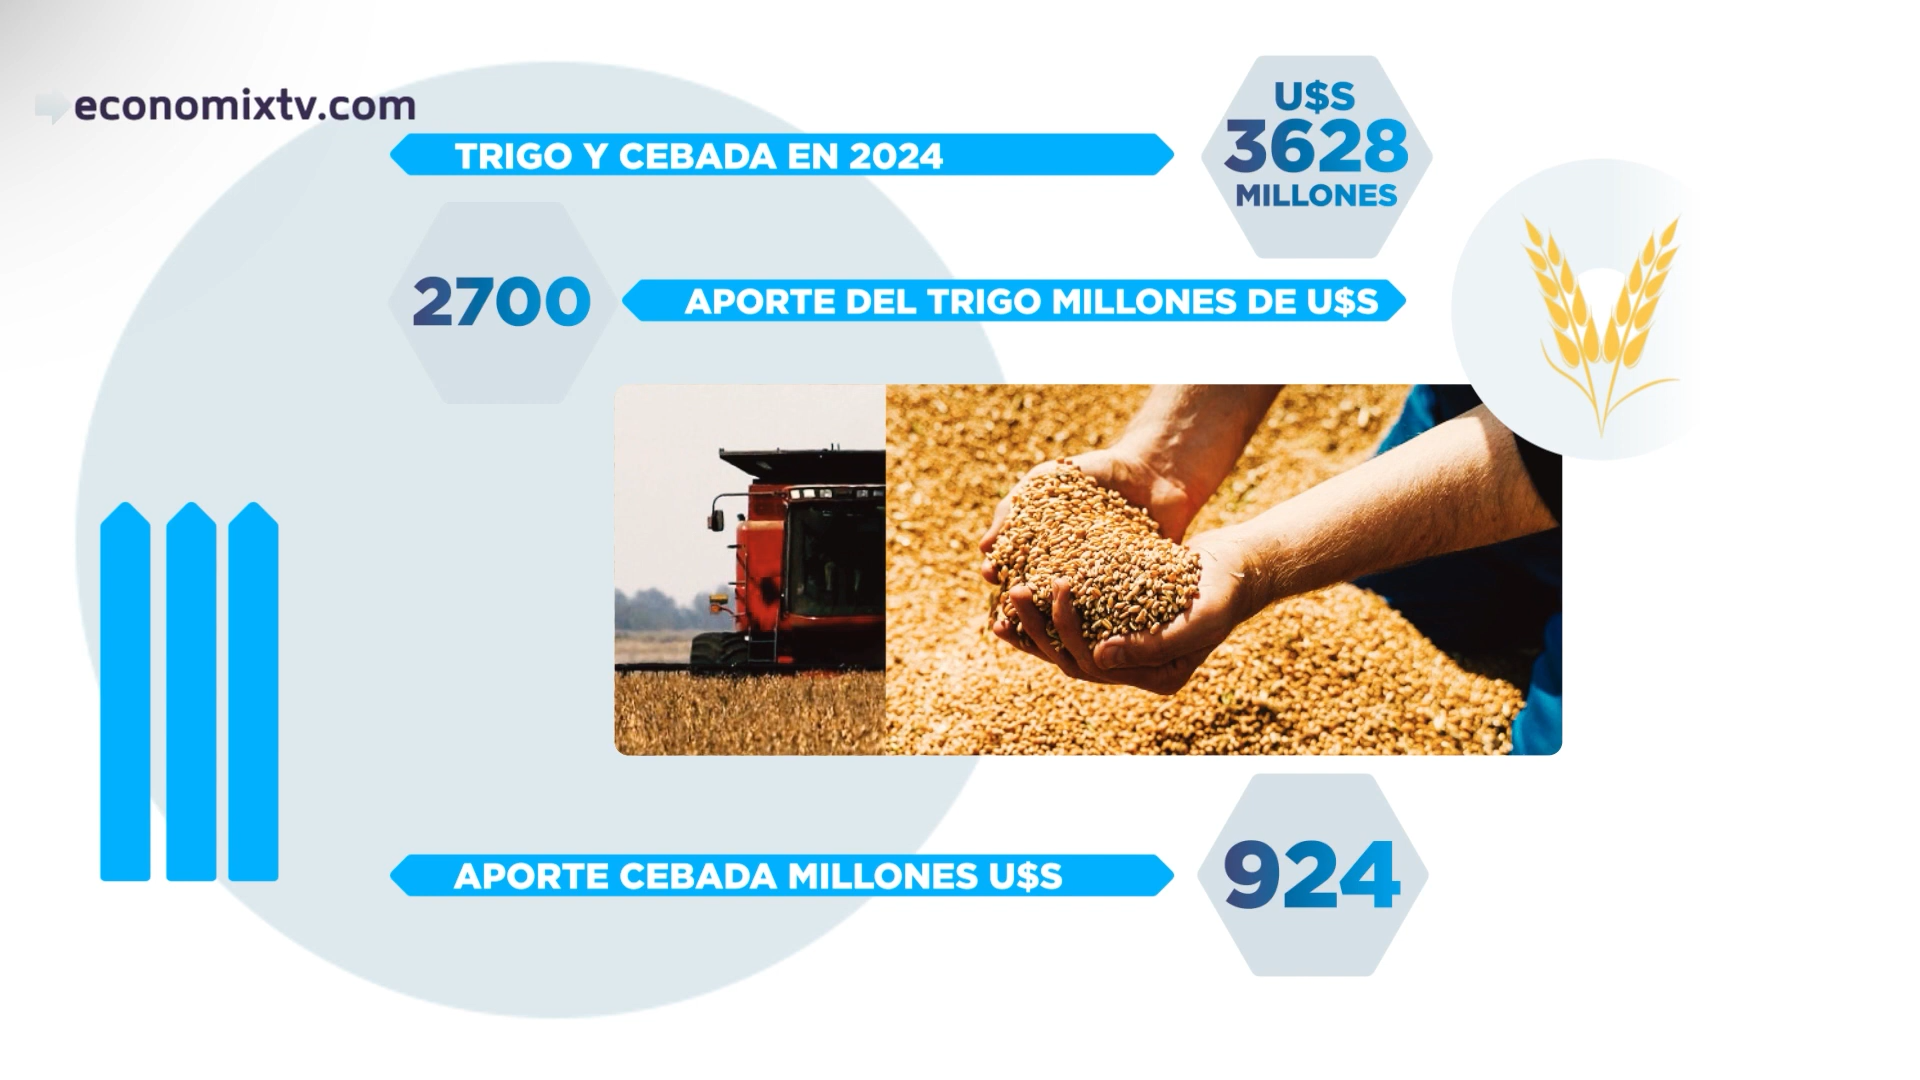 economixtv.com
TRIGO Y CEBADA EN 2024
U$S
3628
MILLONES
2700
APORTE DEL TRIGO MILLONES DE U$S
APORTE CEBADA MILLONES U$S
924